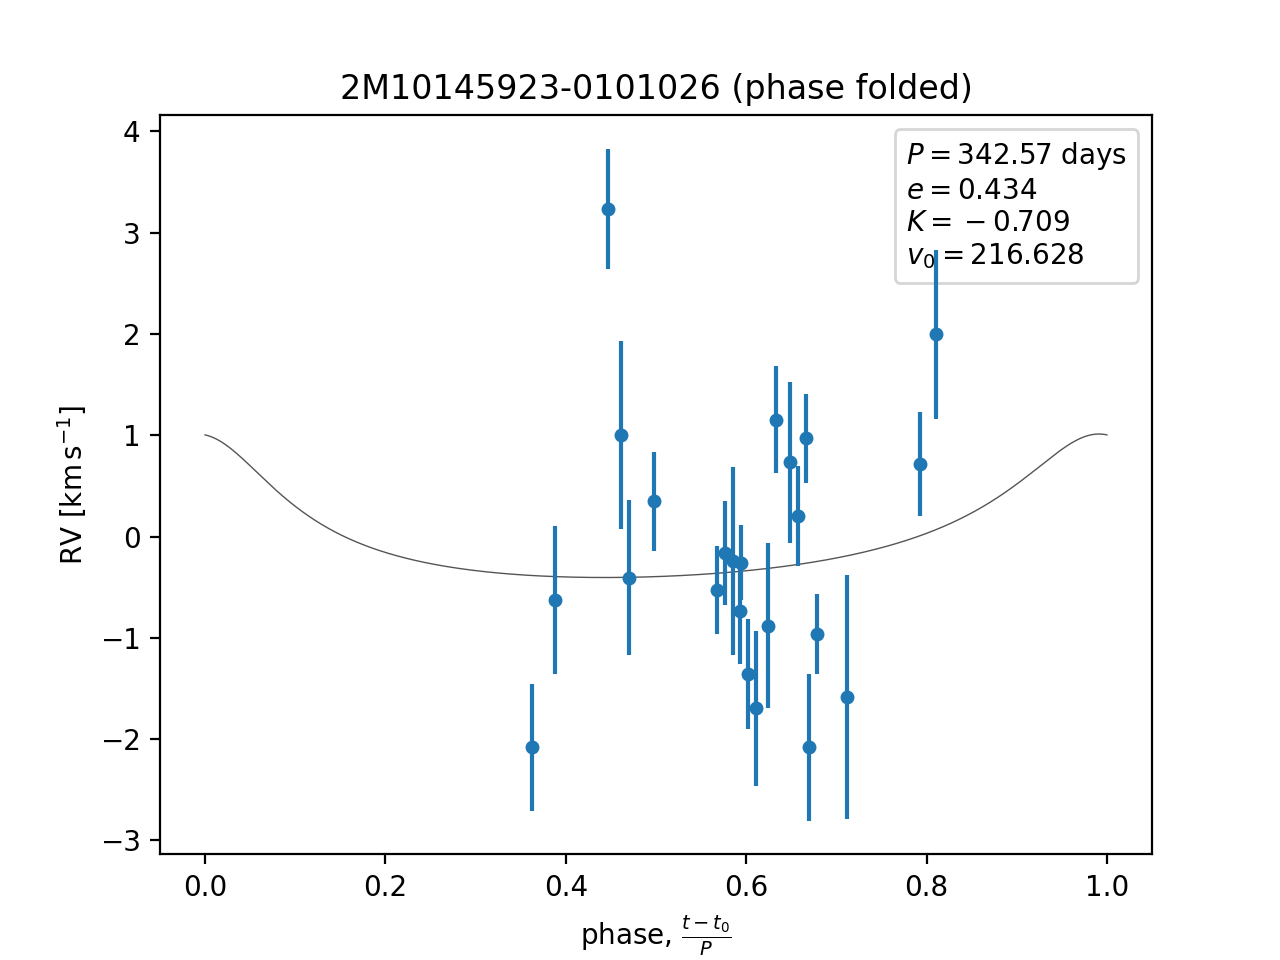 2M10145923-0101026 (phase folded)
P = 342.57 days
e = 0.434
K = −0.709
v₀ = 216.628
RV [km s⁻¹]
4
3
2
1
0
−1
−2
−3
0.0 0.2 0.4 0.6 0.8 1.0
phase, (t − t₀)/P